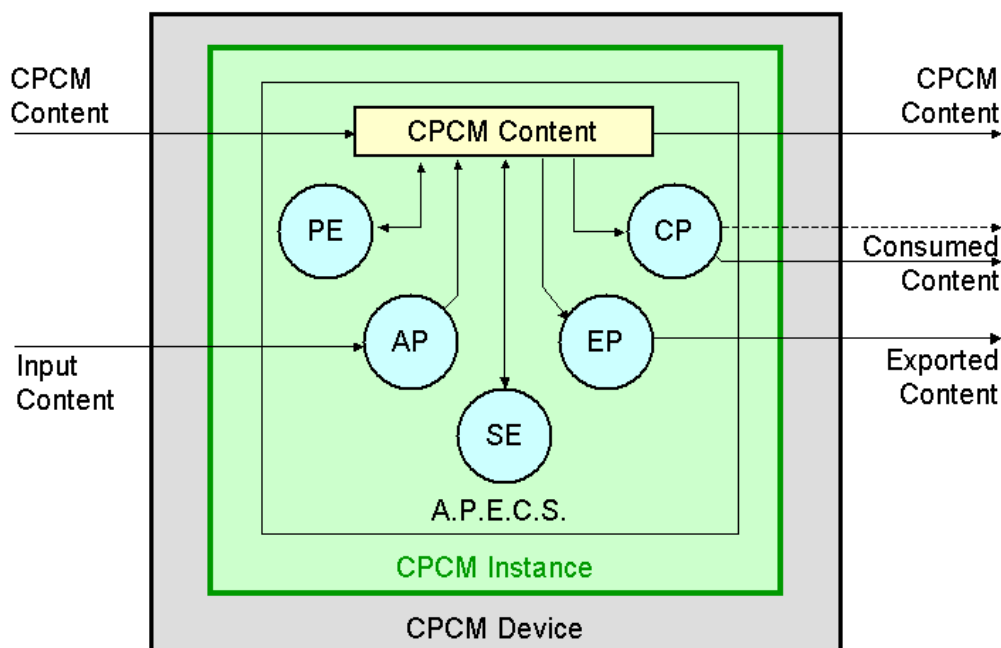 CPCM
Content
CPCM
Content
CPCM Content
PE
CP
Consumed
Content
AP
EP
Input
Content
Exported
Content
SE
A.P.E.C.S.
CPCM Instance
CPCM Device